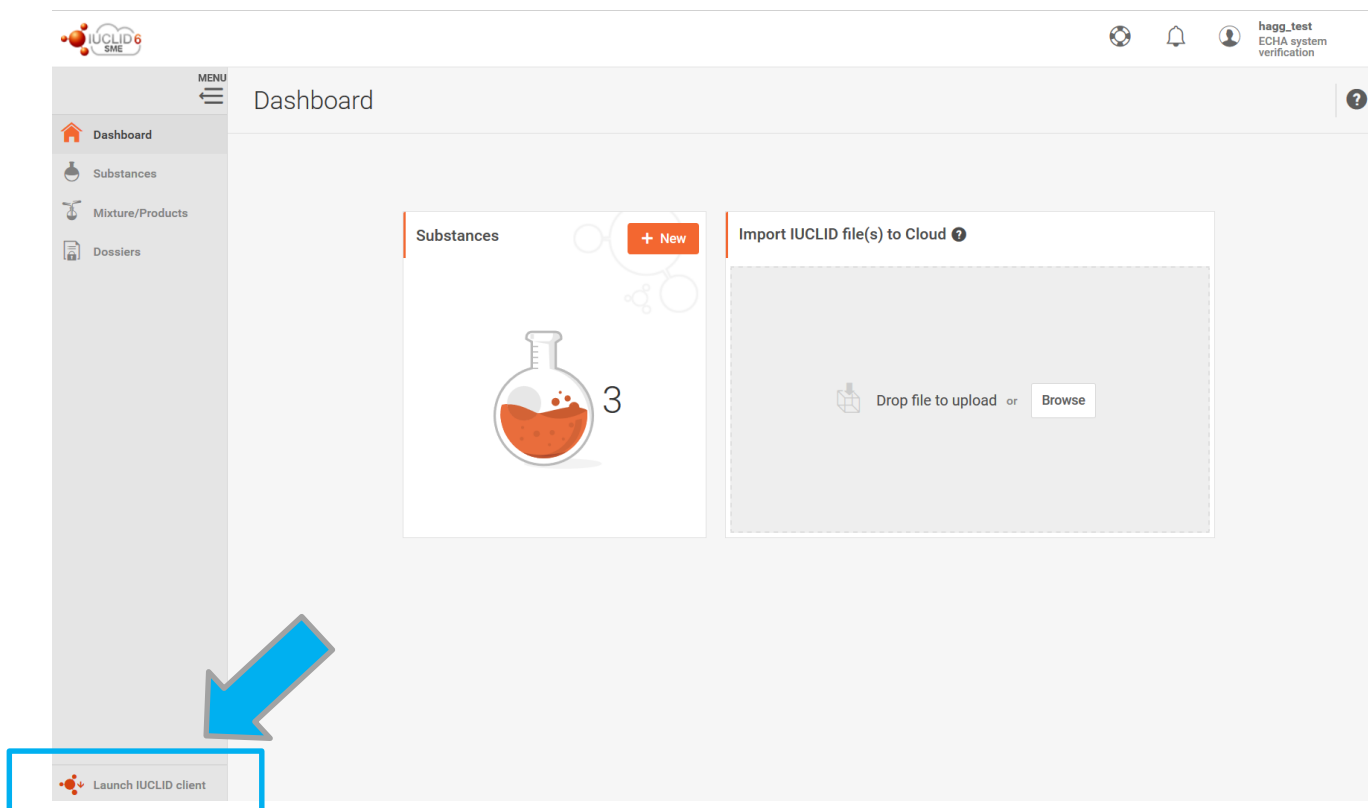 IUCLID 6
SME
hagg_test
ECHA system
verification
MENU
Dashboard
Dashboard
Substances
Mixture/Products
Dossiers
Substances
+ New
Import IUCLID file(s) to Cloud ?
3
Drop file to upload or Browse
Launch IUCLID client